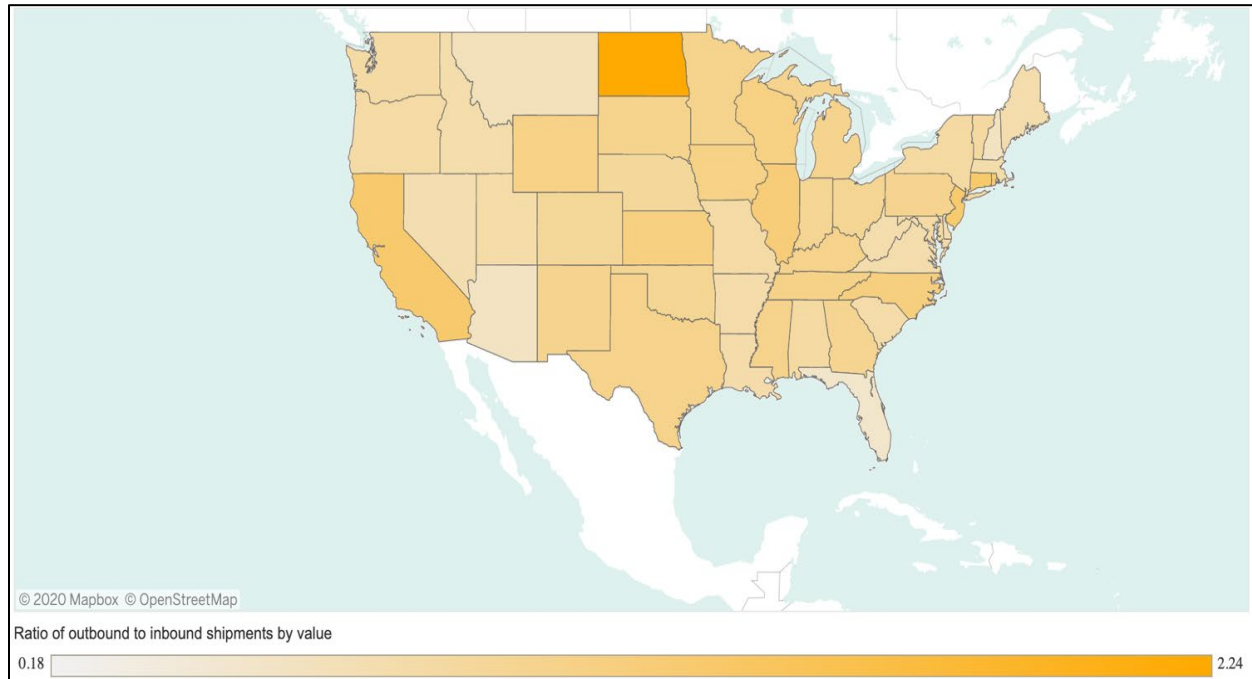 © 2020 Mapbox © OpenStreetMap
Ratio of outbound to inbound shipments by value
0.18 2.24